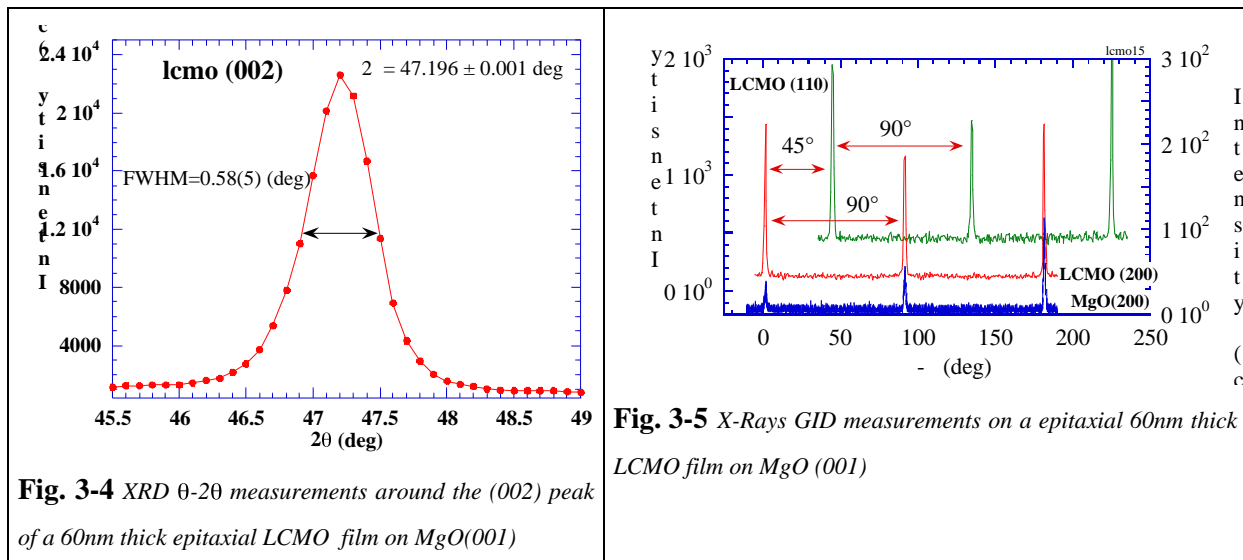 lcmo (002)
2 = 47.196 ± 0.001 deg
FWHM=0.58(5) (deg)
2.4 10⁴
2 10⁴
1.6 10⁴
1.2 10⁴
8000
4000
45.5 46 46.5 47 47.5 48 48.5 49
2θ (deg)
Intensity
Fig. 3-4 XRD θ-2θ measurements around the (002) peak
of a 60nm thick epitaxial LCMO film on MgO(001)
lcmo15
2 10³
1 10³
0 10⁰
3 10²
2 10²
1 10²
0 10⁰
LCMO (110)
45°
90°
90°
LCMO (200)
MgO(200)
0 50 100 150 200 250
- (deg)
Intensity
Intensity (
Fig. 3-5 X-Rays GID measurements on a epitaxial 60nm thick
LCMO film on MgO (001)